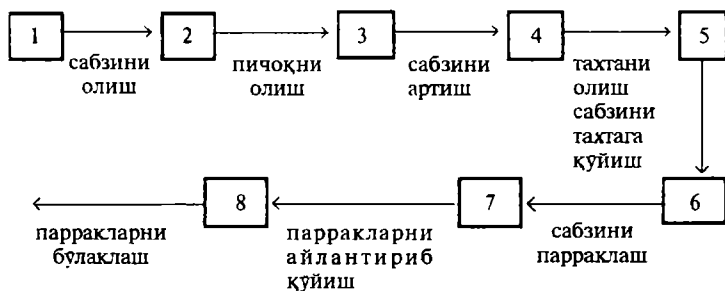 1
2
3
4
5
сабзини
олиш
пичоқни
олиш
сабзини
артиш
тахтани
олиш
сабзини
тахтага
қўйиш
8
7
6
парракларни
бўлаклаш
парракларни
айлантириб
қўйиш
сабзини
парраклаш